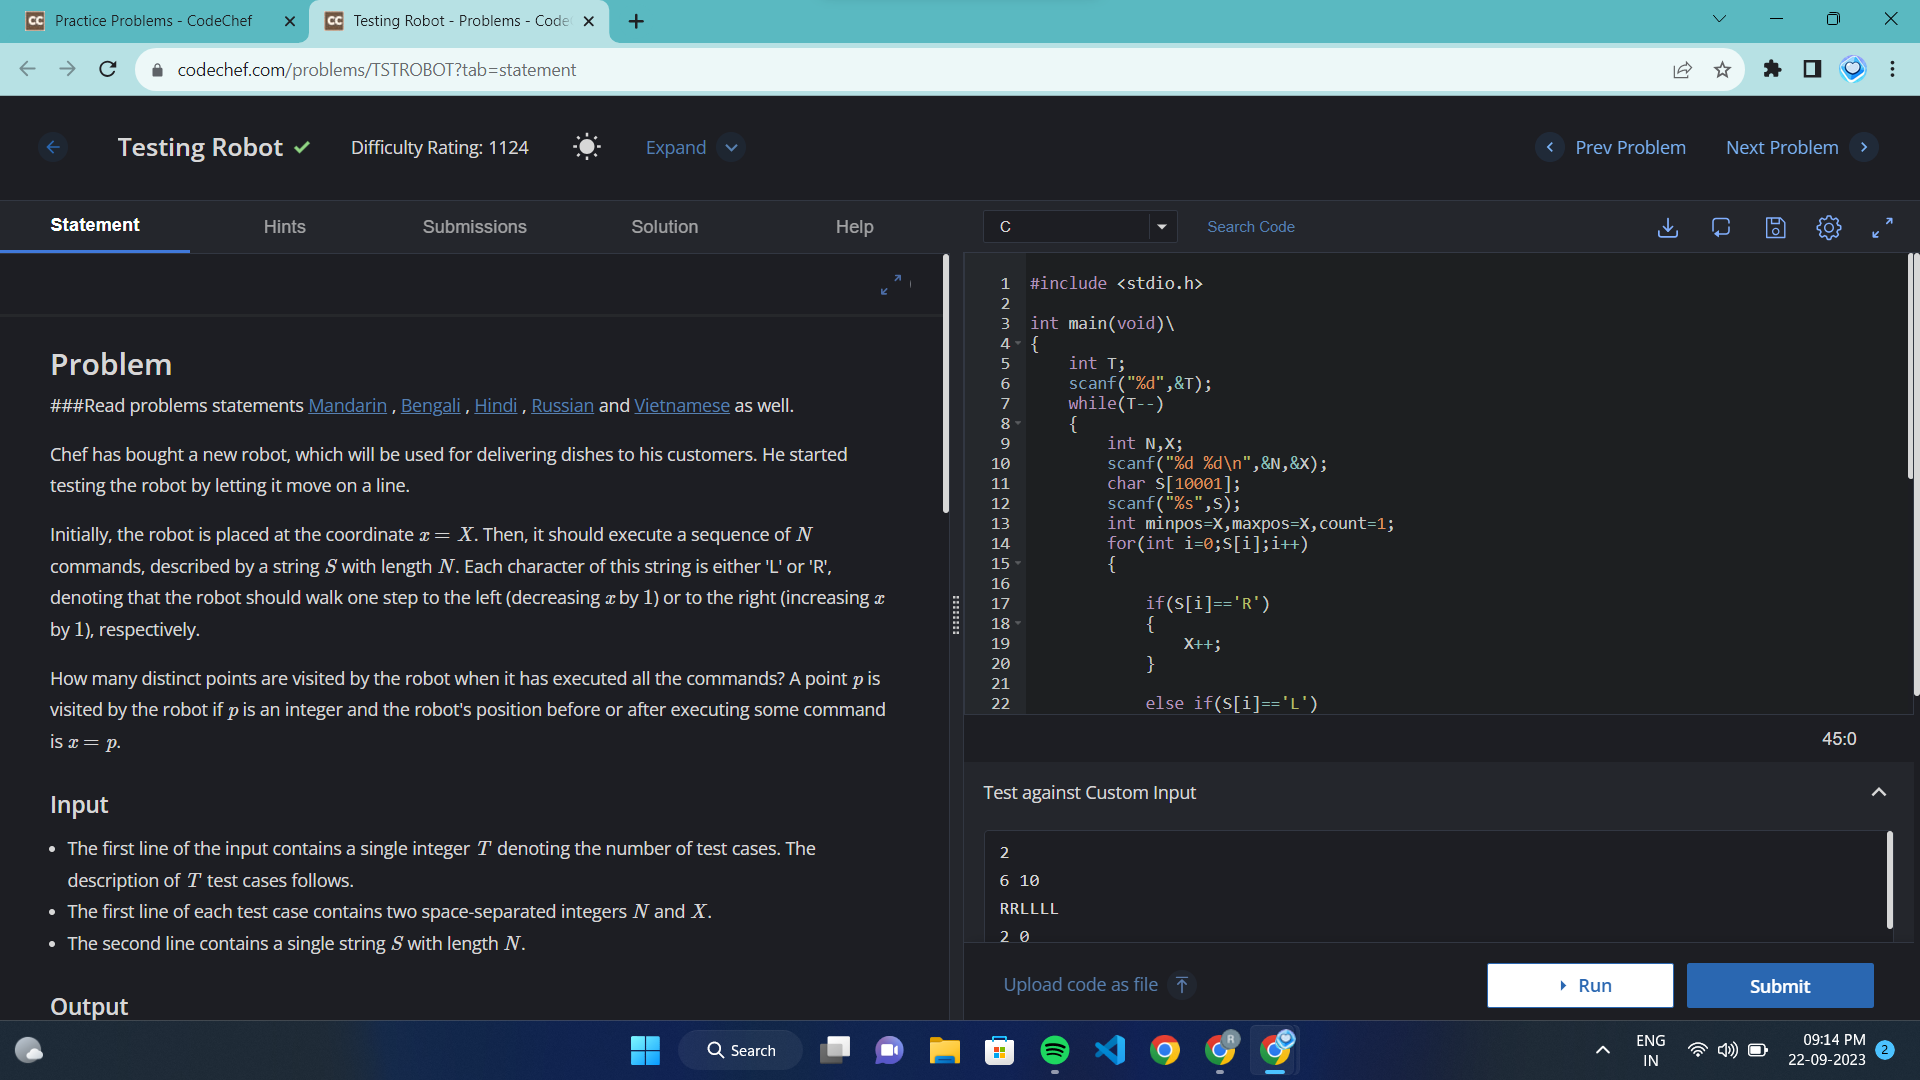 Practice Problems - CodeChef
Testing Robot - Problems - Code
codechef.com/problems/TSTROBOT?tab=statement
Testing Robot
Difficulty Rating: 1124
Expand
Prev Problem
Next Problem
Statement
Hints
Submissions
Solution
Help
Problem
###Read problems statements Mandarin , Bengali , Hindi , Russian and Vietnamese as well.
Chef has bought a new robot, which will be used for delivering dishes to his customers. He started
testing the robot by letting it move on a line.
Initially, the robot is placed at the coordinate x = X. Then, it should execute a sequence of N
commands, described by a string S with length N. Each character of this string is either 'L' or 'R',
denoting that the robot should walk one step to the left (decreasing x by 1) or to the right (increasing x
by 1), respectively.
How many distinct points are visited by the robot when it has executed all the commands? A point p is
visited by the robot if p is an integer and the robot's position before or after executing some command
is x = p.
Input
• The first line of the input contains a single integer T denoting the number of test cases. The
description of T test cases follows.
• The first line of each test case contains two space-separated integers N and X.
• The second line contains a single string S with length N.
Output
C
Search Code
1 #include <stdio.h>
2
3 int main(void)\
4 {
5 int T;
6 scanf("%d",&T);
7 while(T--)
8 {
9 int N,X;
10 scanf("%d %d\n",&N,&X);
11 char S[10001];
12 scanf("%s",S);
13 int minpos=X,maxpos=X,count=1;
14 for(int i=0;S[i];i++)
15 {
16
17 if(S[i]=='R')
18 {
19 X++;
20 }
21
22 else if(S[i]=='L')
45:0
Test against Custom Input
2
6 10
RRLLLL
2 0
Upload code as file
Run
Submit
Search
ENG
IN
09:14 PM
22-09-2023
2